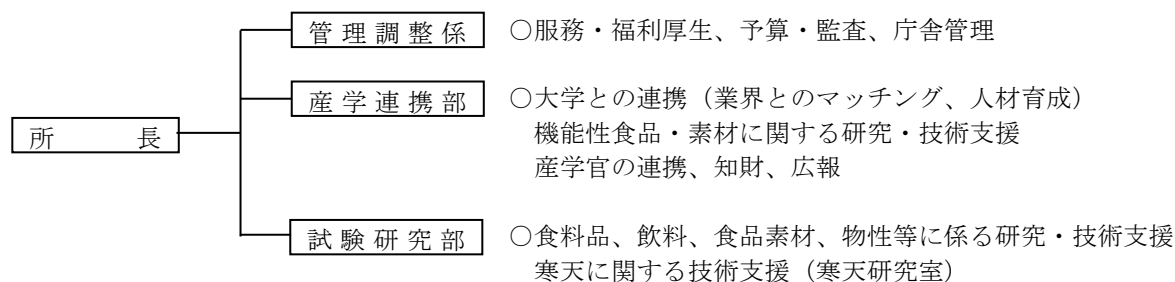 管理調整係 ○服務・福利厚生、予算・監査、庁舎管理
産学連携部 ○大学との連携（業界とのマッチング、人材育成）
機能性食品・素材に関する研究・技術支援
所長
産学官の連携、知財、広報
試験研究部 ○食料品、飲料、食品素材、物性等に係る研究・技術支援
寒天に関する技術支援（寒天研究室）